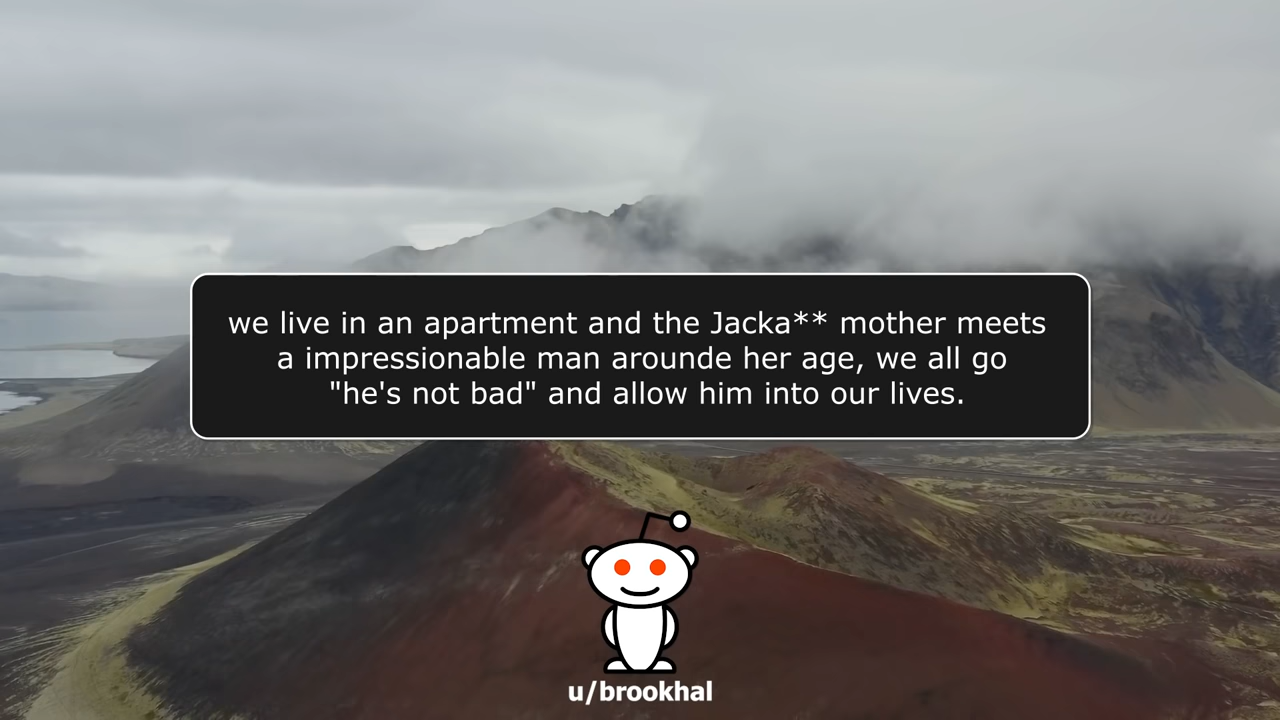 we live in an apartment and the Jacka** mother meets
a impressionable man arounde her age, we all go
"he's not bad" and allow him into our lives.
u/brookhal